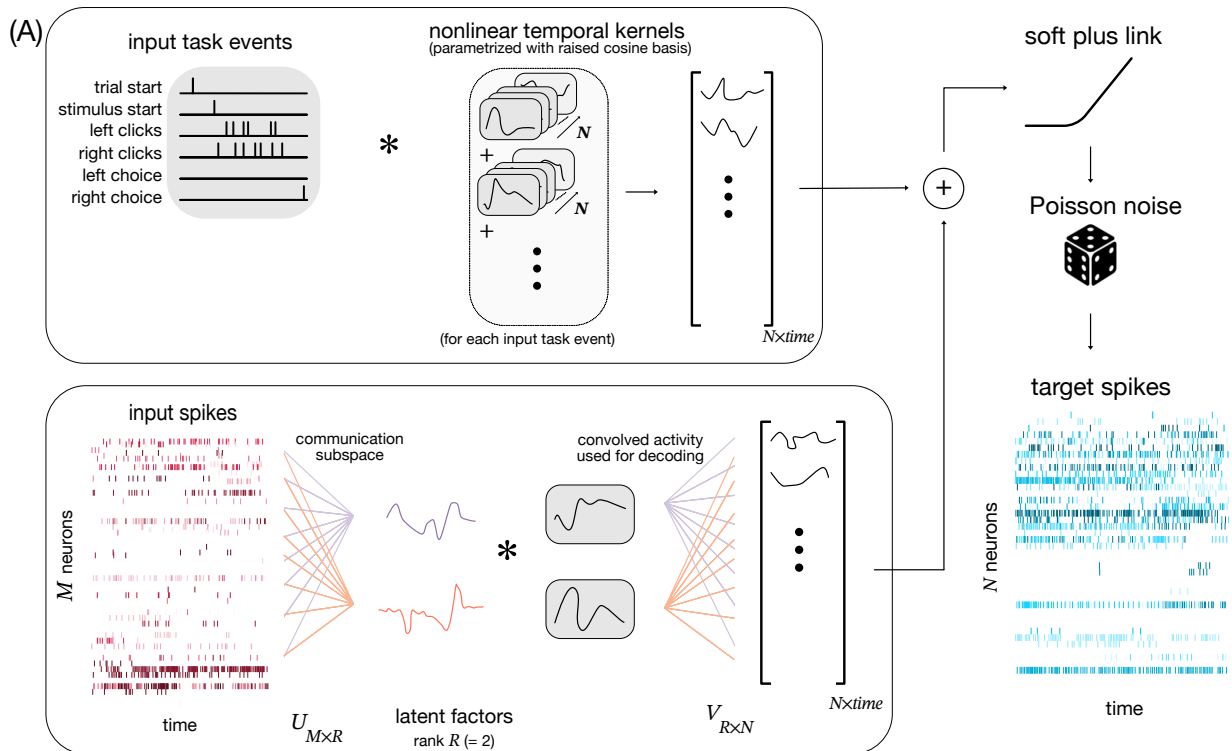 (A)
input task events
trial start
stimulus start
left clicks
right clicks
left choice
right choice
*
nonlinear temporal kernels
(parametrized with raised cosine basis)
N
+
N
+
(for each input task event)
N×time
+
soft plus link
Poisson noise
target spikes
N neurons
time
input spikes
M neurons
time
communication
subspace
U M×R
latent factors
rank R (= 2)
*
convolved activity
used for decoding
V R×N
N×time